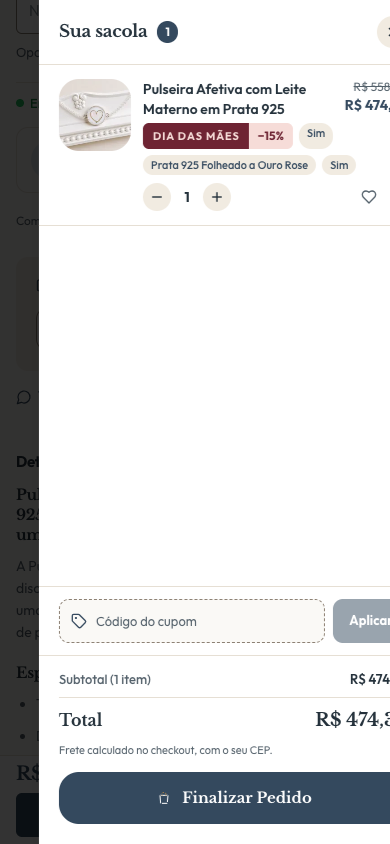 Sua sacola 1
Pulseira Afetiva com Leite
Materno em Prata 925
R$ 558
R$ 474,
DIA DAS MÃES −15% Sim
Prata 925 Folheado a Ouro Rose Sim
− 1 +
Código do cupom
Aplicar
Subtotal (1 item) R$ 474
Total R$ 474,3
Frete calculado no checkout, com o seu CEP.
Finalizar Pedido